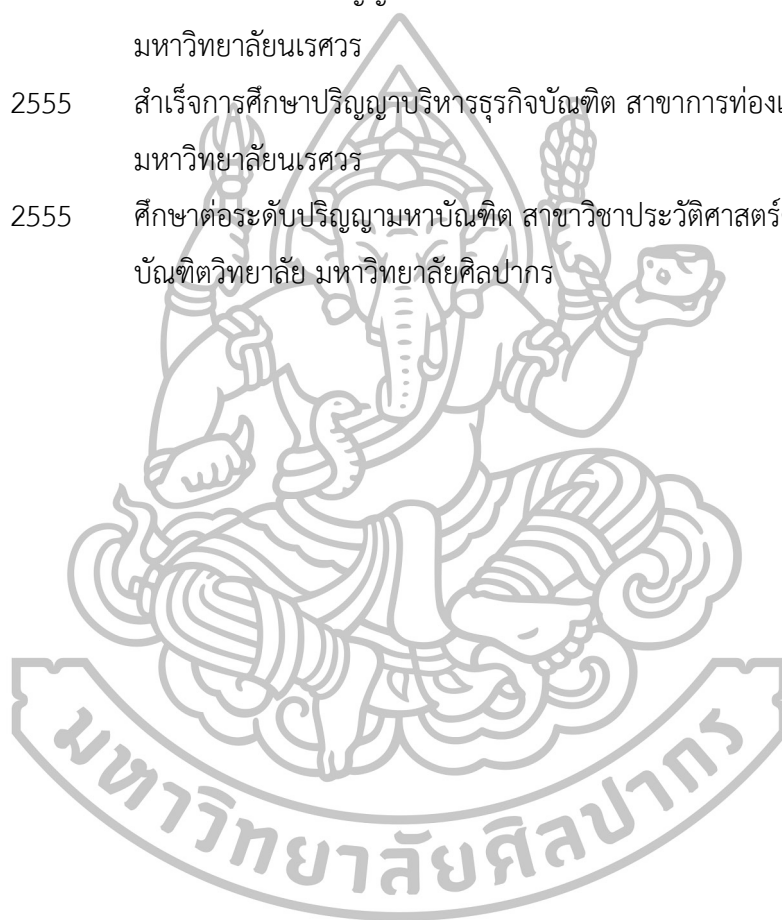 มหาวิทยาลัยนเรศวร
2555 สำเร็จการศึกษาปริญญาบริหารธุรกิจบัณฑิต สาขาการท่อง
มหาวิทยาลัยนเรศวร
2555 ศึกษาต่อระดับปริญญามหาบัณฑิต สาขาวิชาประวัติศาสตร์
บัณฑิตวิทยาลัย มหาวิทยาลัยศิลปากร
มหาวิทยาลัยศิลปากร